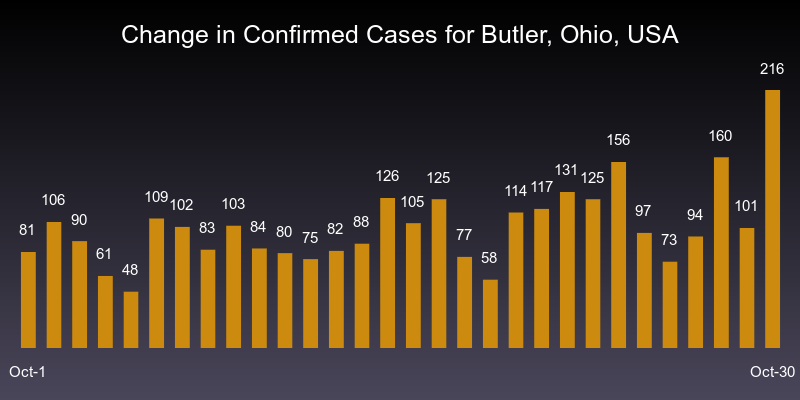 Change in Confirmed Cases for Butler, Ohio, USA
81 106 90 61 48 109 102 83 103 84 80 75 82 88 126 105 125 77 58 114 117 131 125 156 97 73 94 160 101 216
Oct-1 Oct-30